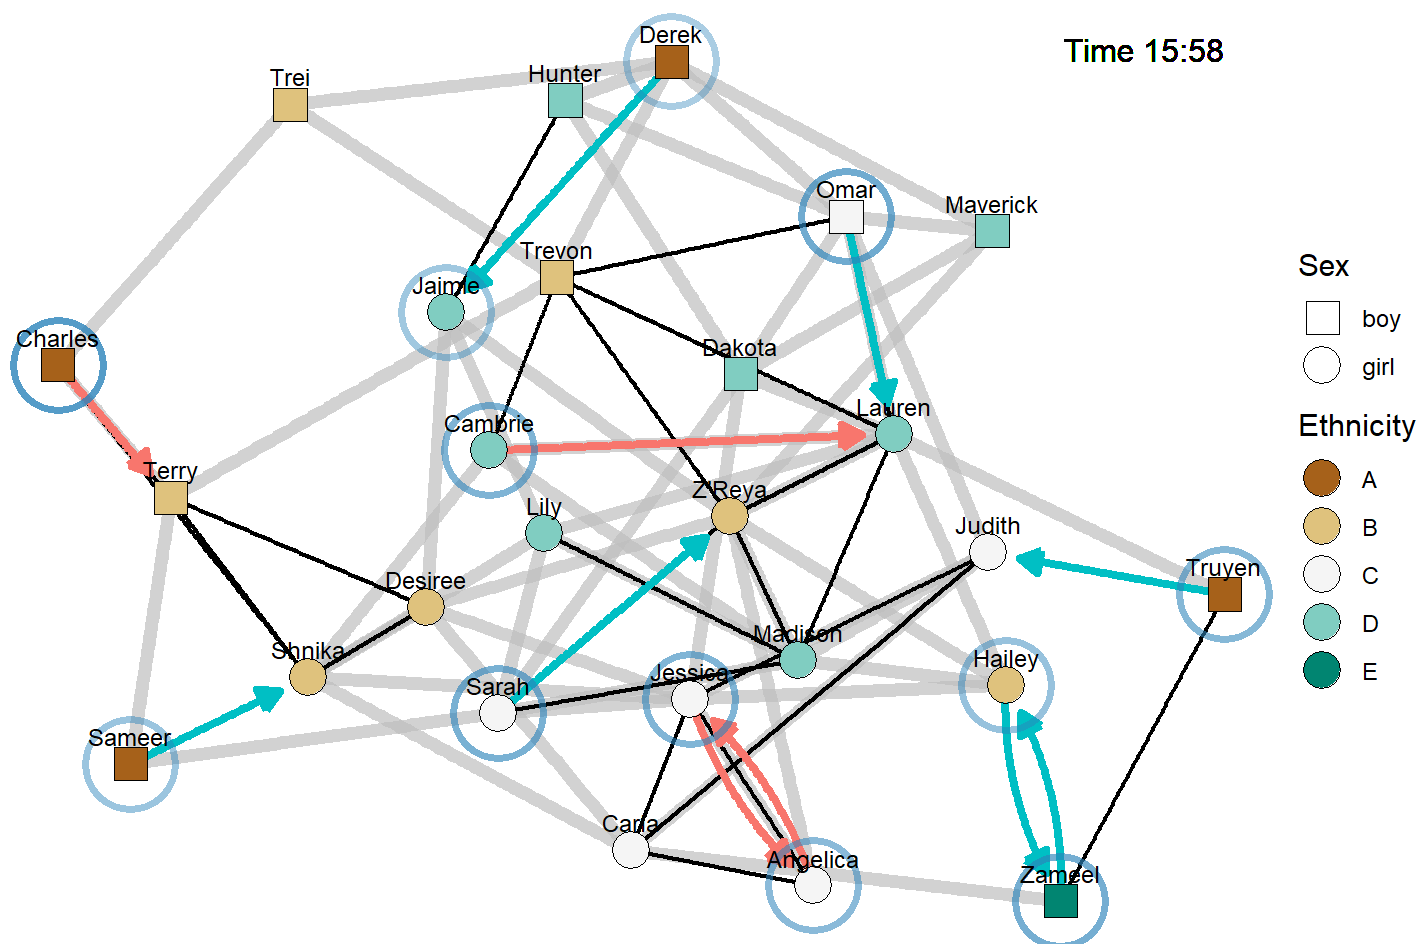 Derek
Time 15:58
Hunter
Trei
Omar
Maverick
Trevon
Jaimie
Charles
Dakota
Lauren
Cambrie
Terry
Z'Reya
Lily
Judith
Truyen
Desiree
Madison
Shnika
Hailey
Jessica
Sarah
Sameer
Carla
Angelica
Zameel
Sex
boy
girl
Ethnicity
A
B
C
D
E